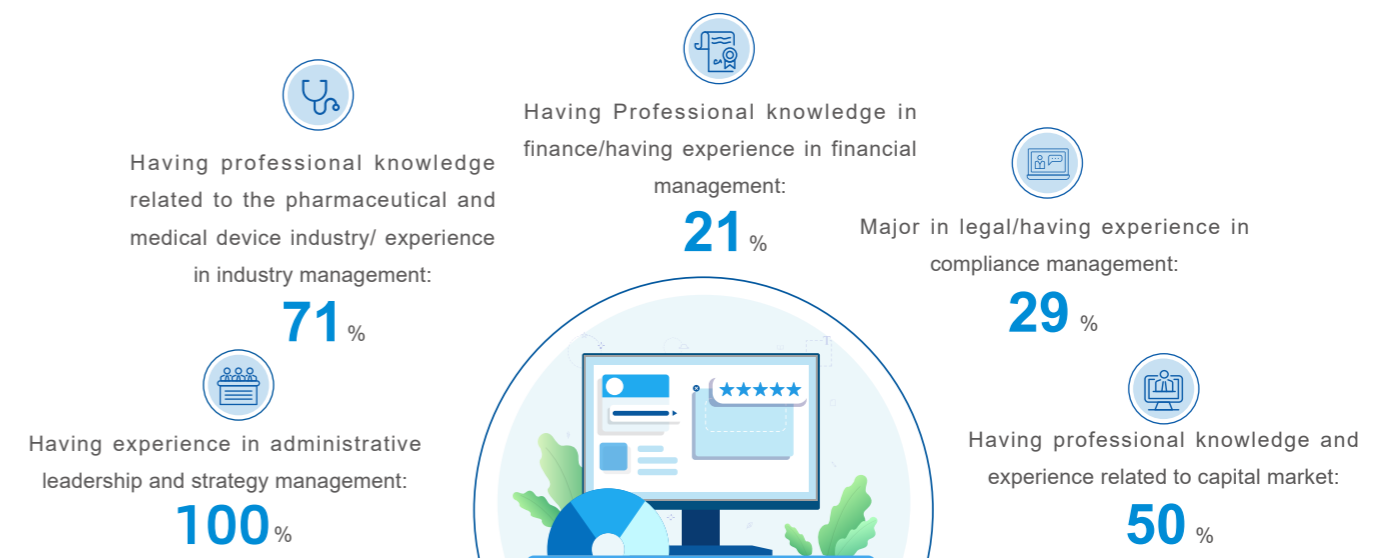 Having professional knowledge
related to the pharmaceutical and
medical device industry/ experience
in industry management:
71 %
Having Professional knowledge in
finance/having experience in financial
management:
21 %
Major in legal/having experience in
compliance management:
29 %
Having experience in administrative
leadership and strategy management:
100 %
Having professional knowledge and
experience related to capital market:
50 %
T